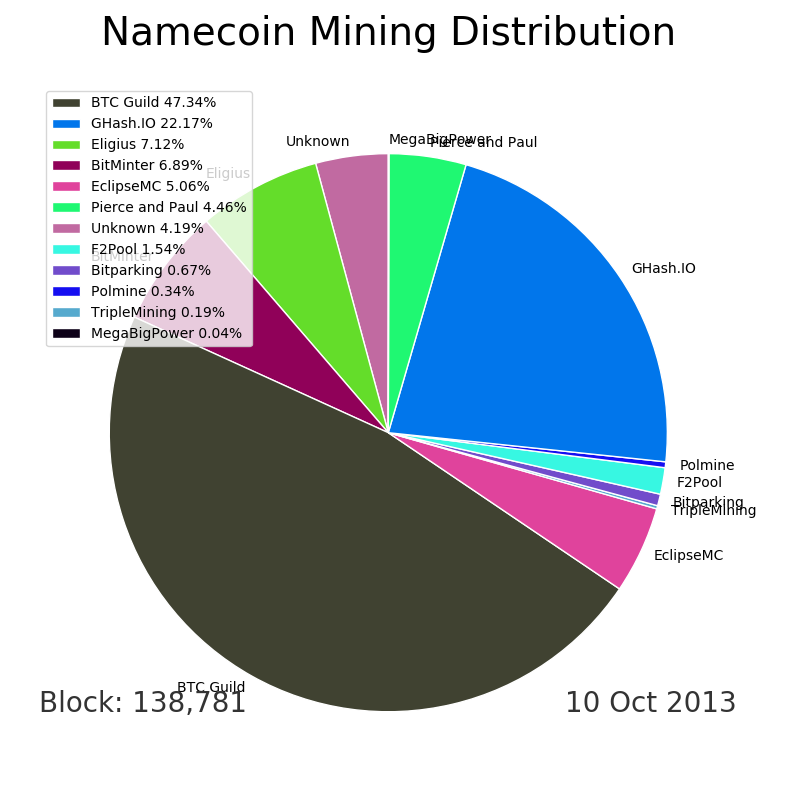 Namecoin Mining Distribution
BTC Guild 47.34%
GHash.IO 22.17%
Eligius 7.12%
BitMinter 6.89%
EclipseMC 5.06%
Pierce and Paul 4.46%
Unknown 4.19%
F2Pool 1.54%
Bitparking 0.67%
Polmine 0.34%
TripleMining 0.19%
MegaBigPower 0.04%
Unknown
MegaBigPower
Pierce and Paul
Eligius
BitMinter
GHash.IO
Polmine
F2Pool
Bitparking
TripleMining
EclipseMC
BTC Guild
Block: 138,781
10 Oct 2013